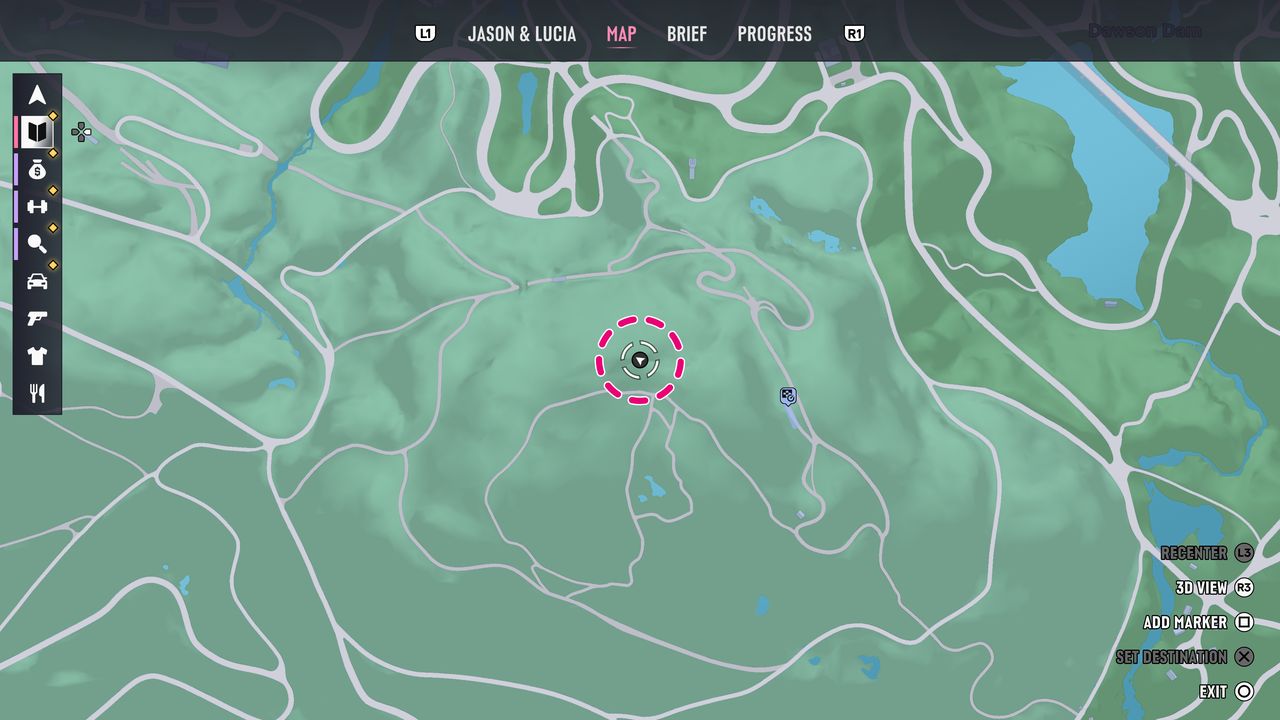 L1 JASON & LUCIA MAP BRIEF PROGRESS R1
Dawson Dam
RECENTER L3
3D VIEW R3
ADD MARKER
SET DESTINATION
EXIT